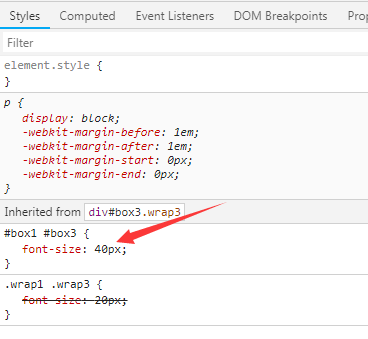 Styles Computed Event Listeners DOM Breakpoints Prop
Filter
element.style {
}
p {
display: block;
-webkit-margin-before: 1em;
-webkit-margin-after: 1em;
-webkit-margin-start: 0px;
-webkit-margin-end: 0px;
}
Inherited from div#box3.wrap3
#box1 #box3 {
font-size: 40px;
}
.wrap1 .wrap3 {
font-size: 20px;
}